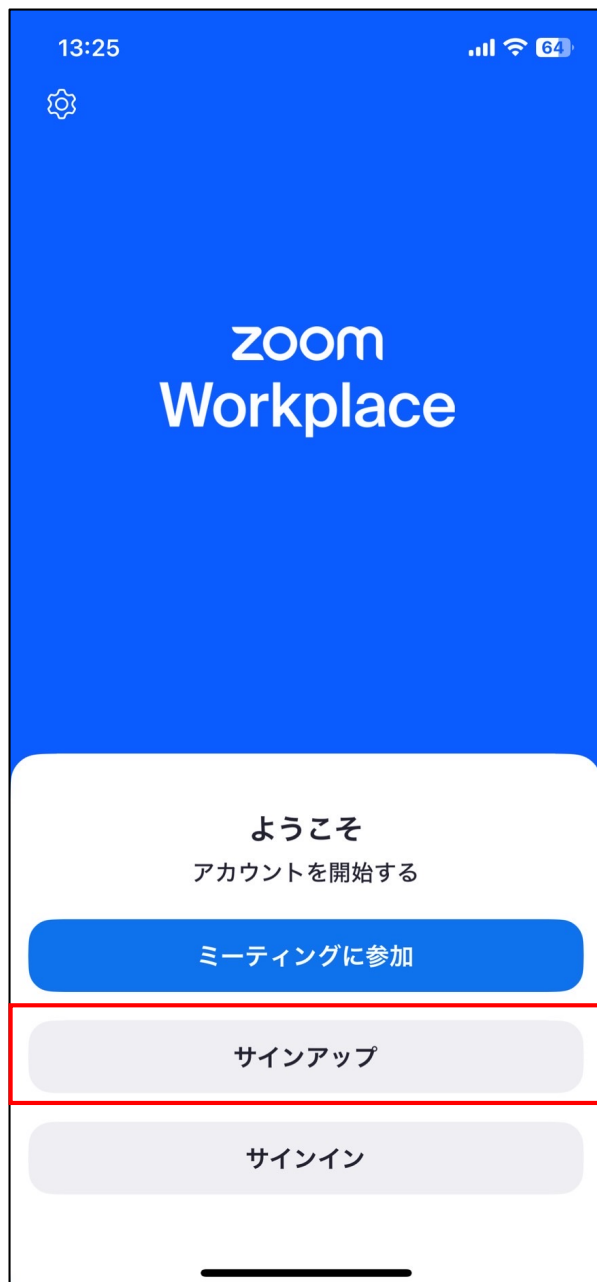 13:25
64
zoom
Workplace
ようこそ
アカウントを開始する
ミーティングに参加
サインアップ
サインイン